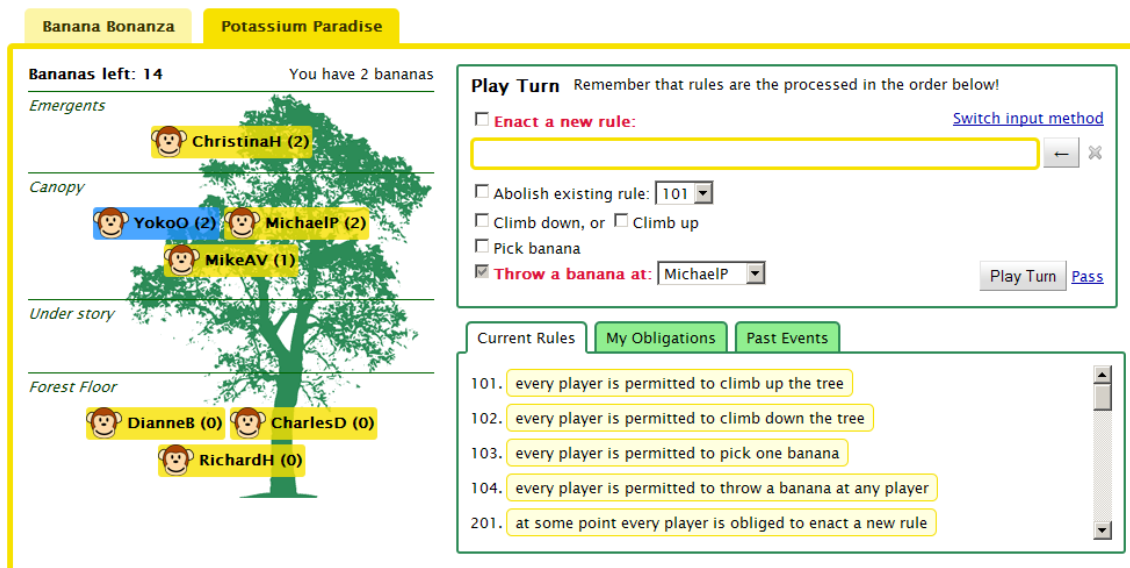 Banana Bonanza
Potassium Paradise
Bananas left: 14
You have 2 bananas
Emergents
ChristinaH (2)
Canopy
YokoO (2)
MichaelP (2)
MikeAV (1)
Under story
Forest Floor
DianneB (0)
CharlesD (0)
RichardH (0)
Play Turn Remember that rules are the processed in the order below!
Enact a new rule:
Switch input method
←
Abolish existing rule: 101
Climb down, or Climb up
Pick banana
Throw a banana at: MichaelP
Play Turn Pass
Current Rules
My Obligations
Past Events
101. every player is permitted to climb up the tree
102. every player is permitted to climb down the tree
103. every player is permitted to pick one banana
104. every player is permitted to throw a banana at any player
201. at some point every player is obliged to enact a new rule